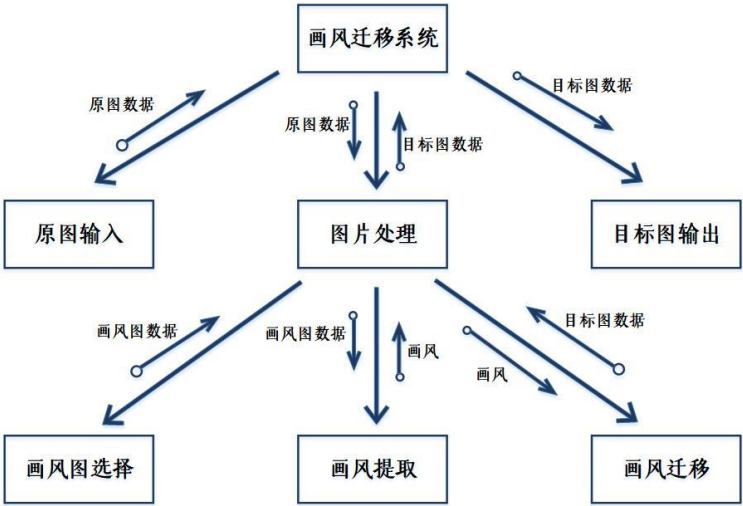 画风迁移系统
原图数据
原图数据
目标图数据
目标图数据
原图输入
图片处理
目标图输出
画风图数据
画风图数据
画风
画风
目标图数据
画风图选择
画风提取
画风迁移